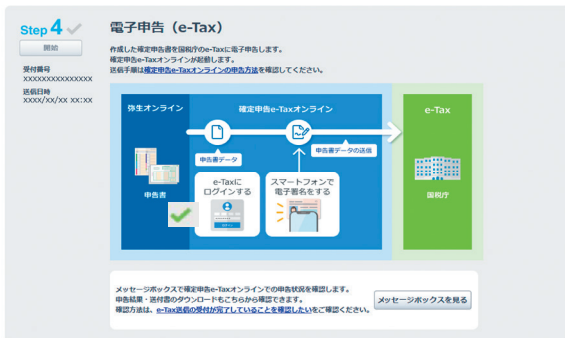 Step 4
開始
受付番号
XXXXXXXXXXXXXXX
送信日時
xxxx/xx/xx xx:xx
電子申告（e-Tax）
作成した確定申告書を国税庁のe-Taxに電子申告します。
確定申告e-Taxオンラインが起動します。
送信手順は確定申告e-Taxオンラインの申告方法を確認してください。
弥生オンライン
確定申告e-Taxオンライン
e-Tax
申告書データ
申告書データの送信
申告書
e-Taxに
ログインする
スマートフォンで
電子署名をする
国税庁
メッセージボックスで確定申告e-Taxオンラインでの申告状況を確認します。
申告結果・送付書のダウンロードもこちらから確認できます。
確認方法は、e-Tax送信の受付が完了していることを確認したいをご確認ください。
メッセージボックスを見る